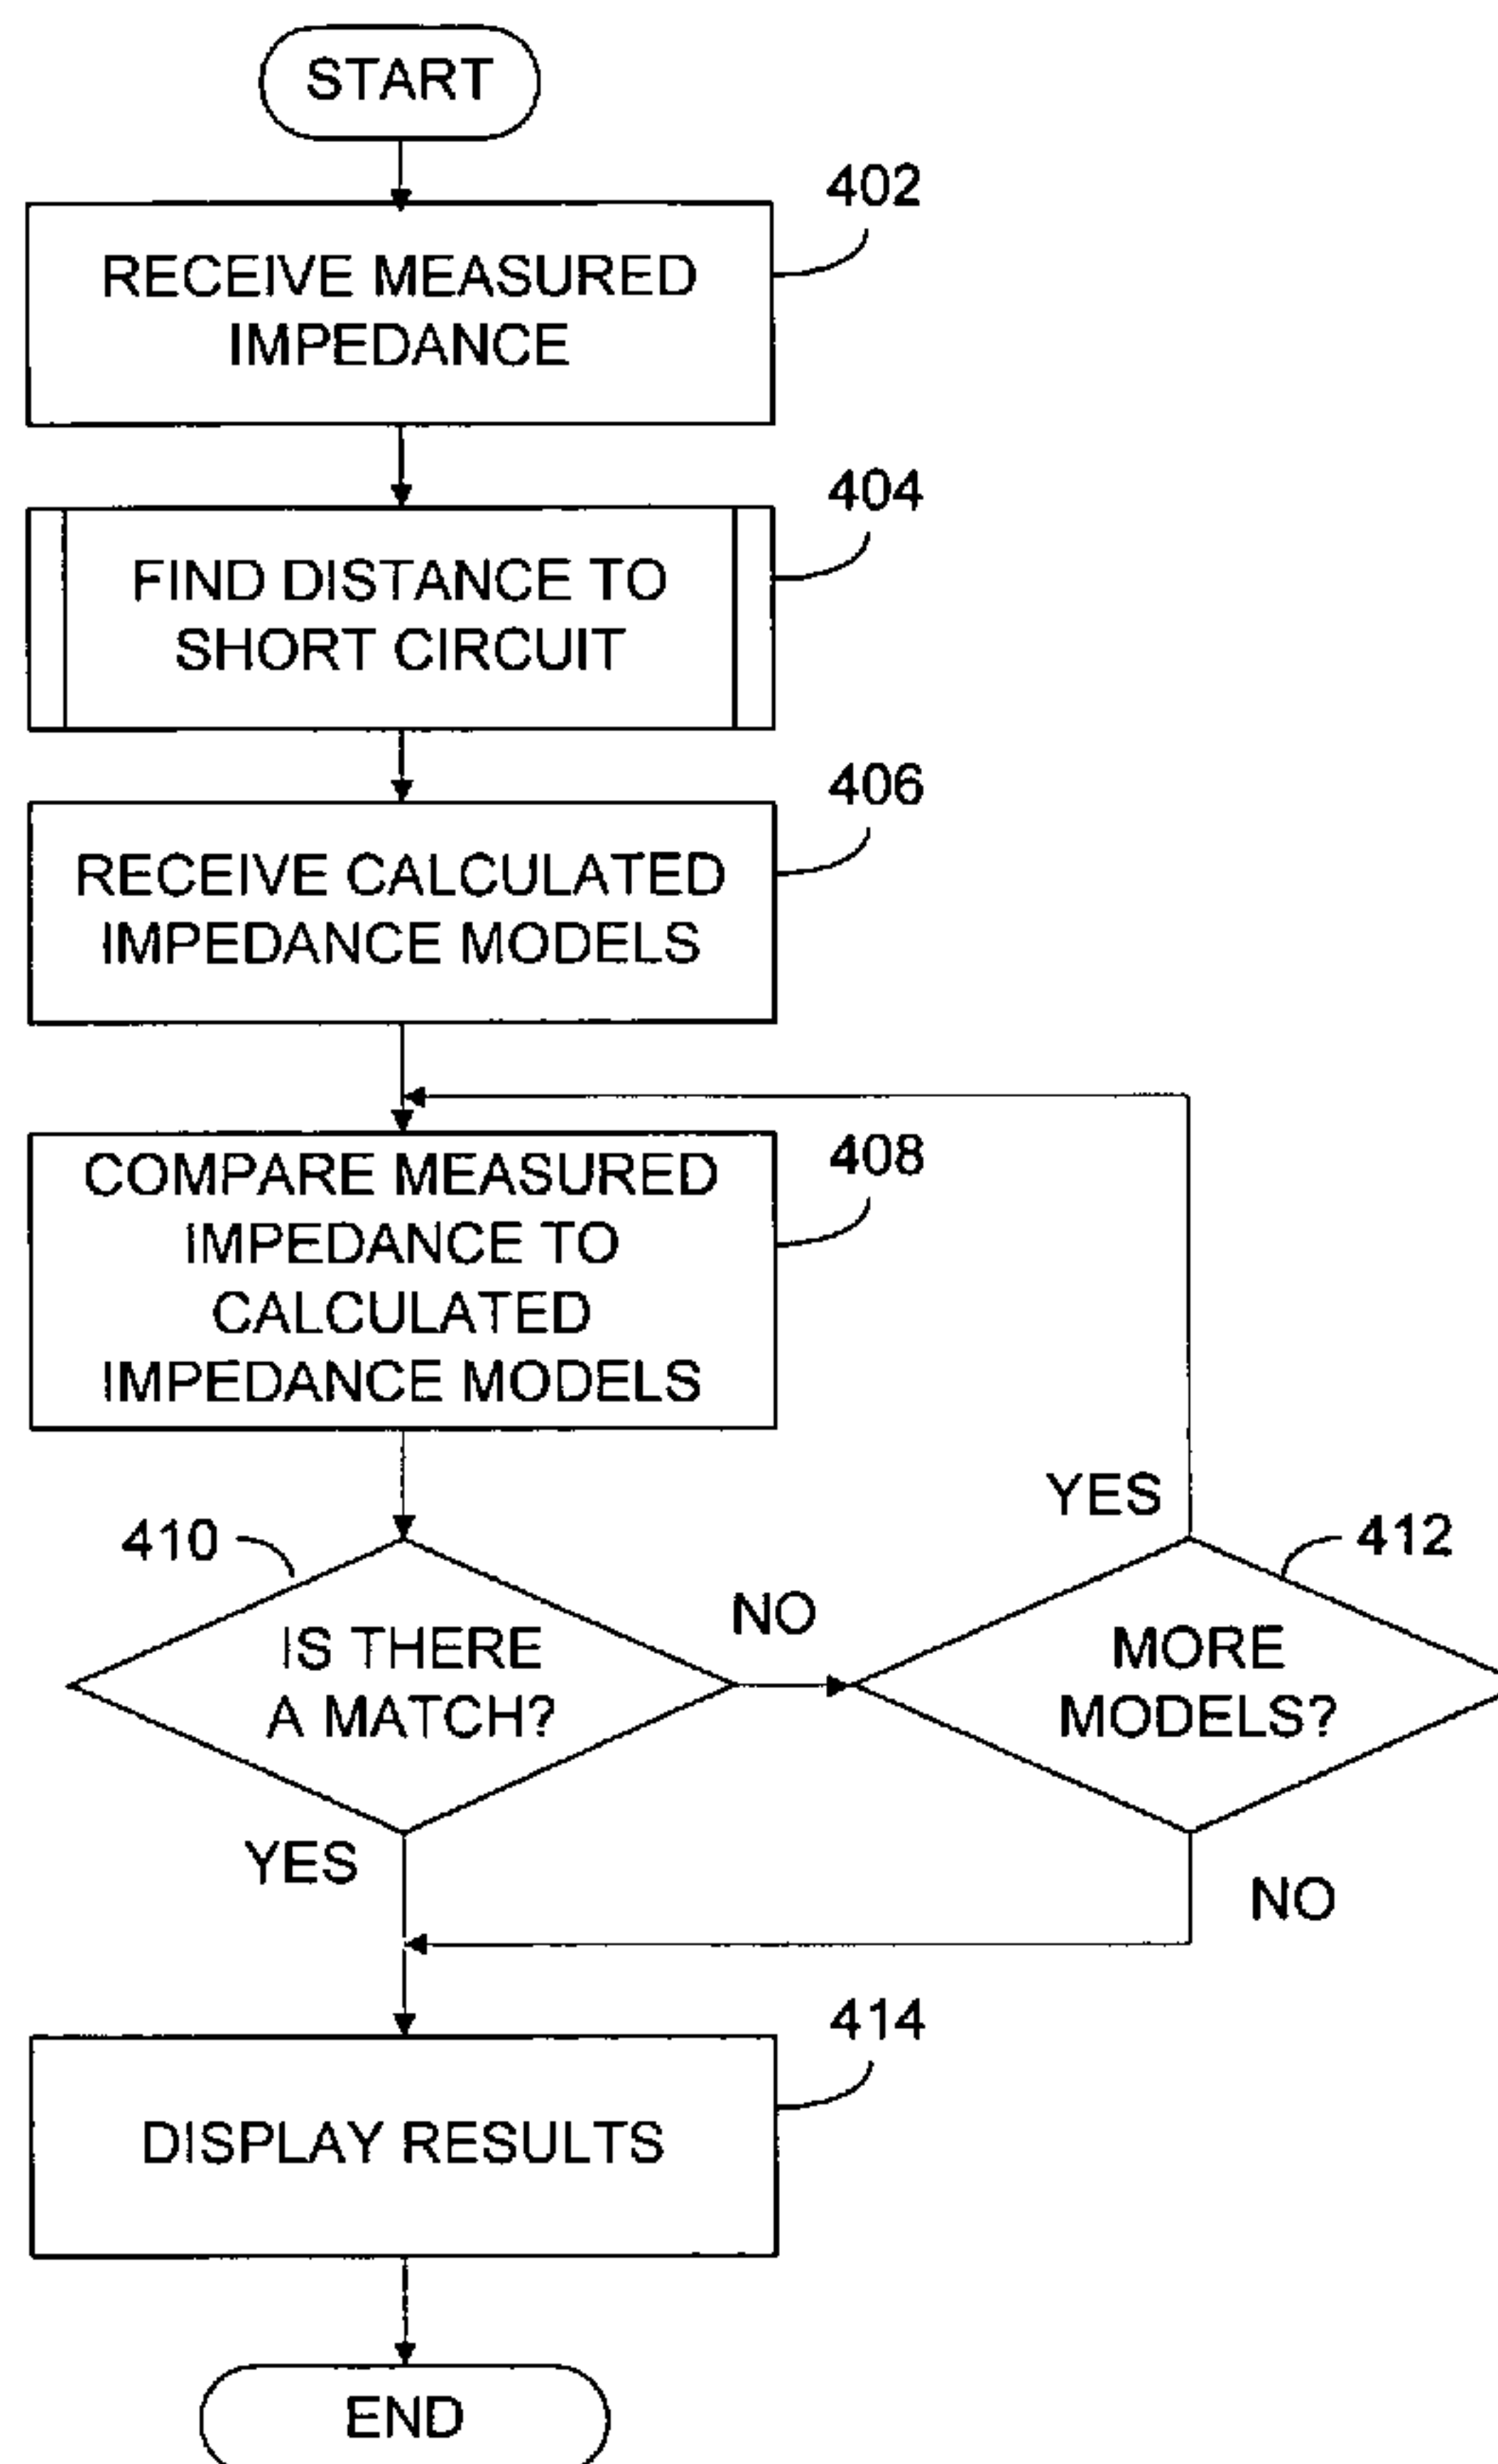 START
402
RECEIVE MEASURED
IMPEDANCE
404
FIND DISTANCE TO
SHORT CIRCUIT
406
RECEIVE CALCULATED
IMPEDANCE MODELS
408
COMPARE MEASURED
IMPEDANCE TO
CALCULATED
IMPEDANCE MODELS
YES
410
412
NO
IS THERE
A MATCH?
MORE
MODELS?
YES
NO
414
DISPLAY RESULTS
END